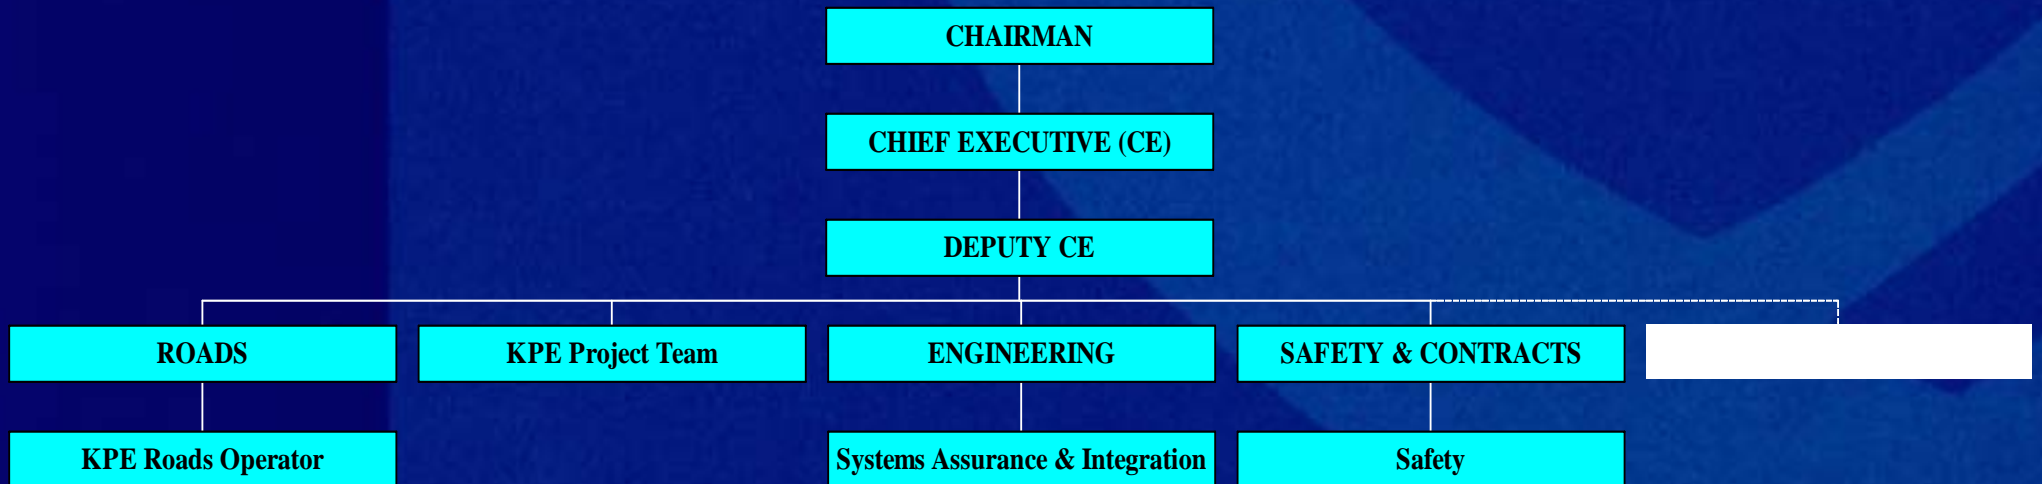 CHAIRMAN
CHIEF EXECUTIVE (CE)
DEPUTY CE
ROADS
KPE Project Team
ENGINEERING
SAFETY & CONTRACTS
KPE Roads Operator
Systems Assurance & Integration
Safety